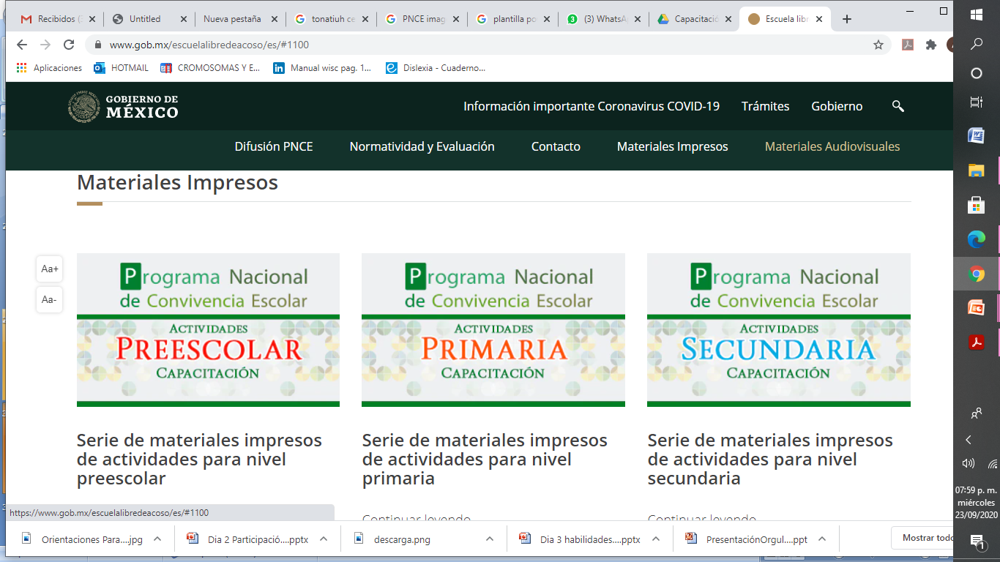 Recibidos (
Untitled
Nueva pestaña
tonatiuh ce
PNCE imag
plantilla po
(3) WhatsA
Capacitació
Escuela libr
www.gob.mx/escuelalibredeacoso/es/#1100
Aplicaciones
HOTMAIL
CROMOSOMAS Y E...
Manual wisc pag. 1...
Dislexia - Cuaderno...
GOBIERNO DE
MÉXICO
Información importante Coronavirus COVID-19
Trámites
Gobierno
Difusión PNCE
Normatividad y Evaluación
Contacto
Materiales Impresos
Materiales Audiovisuales
Materiales Impresos
Aa+
Aa-
Programa Nacional
de Convivencia Escolar
ACTIVIDADES
PREESCOLAR
CAPACITACIÓN
Programa Nacional
de Convivencia Escolar
ACTIVIDADES
PRIMARIA
CAPACITACIÓN
Programa Nacional
de Convivencia Escolar
ACTIVIDADES
SECUNDARIA
CAPACITACIÓN
Serie de materiales impresos
de actividades para nivel
preescolar
Serie de materiales impresos
de actividades para nivel
primaria
Serie de materiales impresos
de actividades para nivel
secundaria
Continuar leyendo
Continuar leyendo
https://www.gob.mx/escuelalibredeacoso/es/#1100
Orientaciones Para....jpg
Dia 2 Participació....pptx
descarga.png
Dia 3 habilidades....pptx
PresentaciónOrgul....ppt
Mostrar todo
07:59 p. m.
miércoles
23/09/2020
1